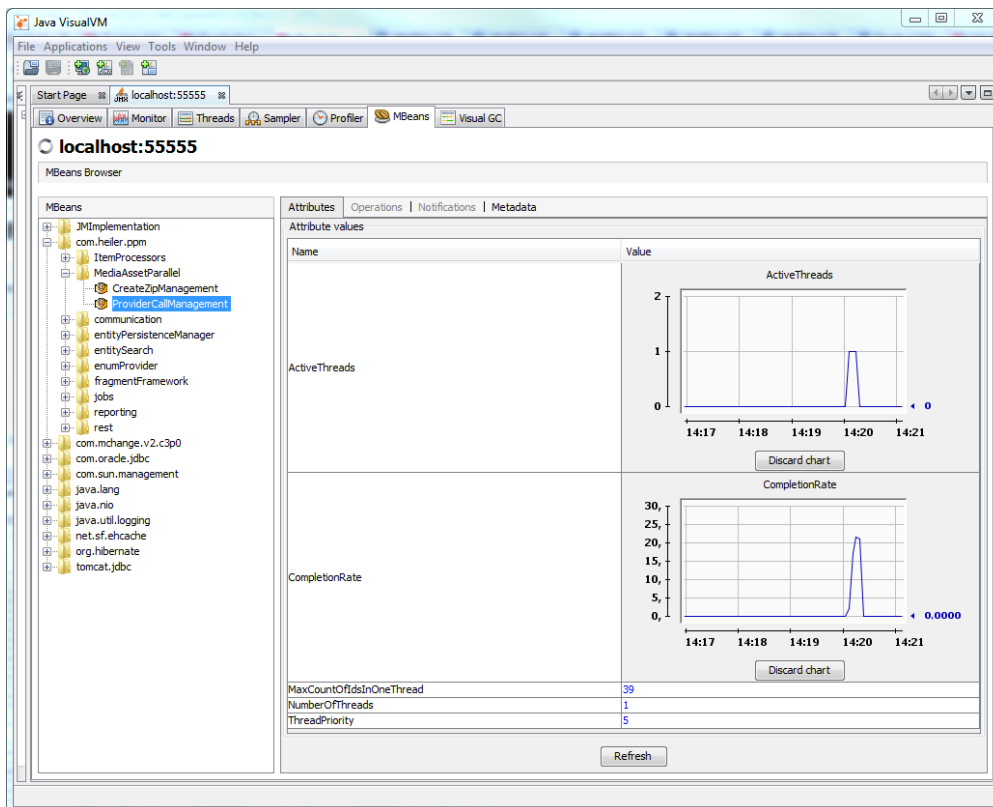 Java VisualVM
File Applications View Tools Window Help
Start Page JMX localhost:55555
Overview Monitor Threads Sampler Profiler MBeans Visual GC
localhost:55555
MBeans Browser
MBeans
JMImplementation
com.heiler.ppm
ItemProcessors
MediaAssetParallel
CreateZipManagement
ProviderCallManagement
communication
entityPersistenceManager
entitySearch
enumProvider
fragmentFramework
jobs
reporting
rest
com.mchange.v2.c3p0
com.oracle.jdbc
com.sun.management
java.lang
java.nio
java.util.logging
net.sf.ehcache
org.hibernate
tomcat.jdbc
Attributes Operations Notifications Metadata
Attribute values
Name Value
ActiveThreads
ActiveThreads
2
1
0
0
14:17 14:18 14:19 14:20 14:21
Discard chart
CompletionRate
CompletionRate
30,
25,
20,
15,
10,
5,
0,
0,0000
14:17 14:18 14:19 14:20 14:21
Discard chart
MaxCountOfIdsInOneThread 39
NumberOfThreads 1
ThreadPriority 5
Refresh